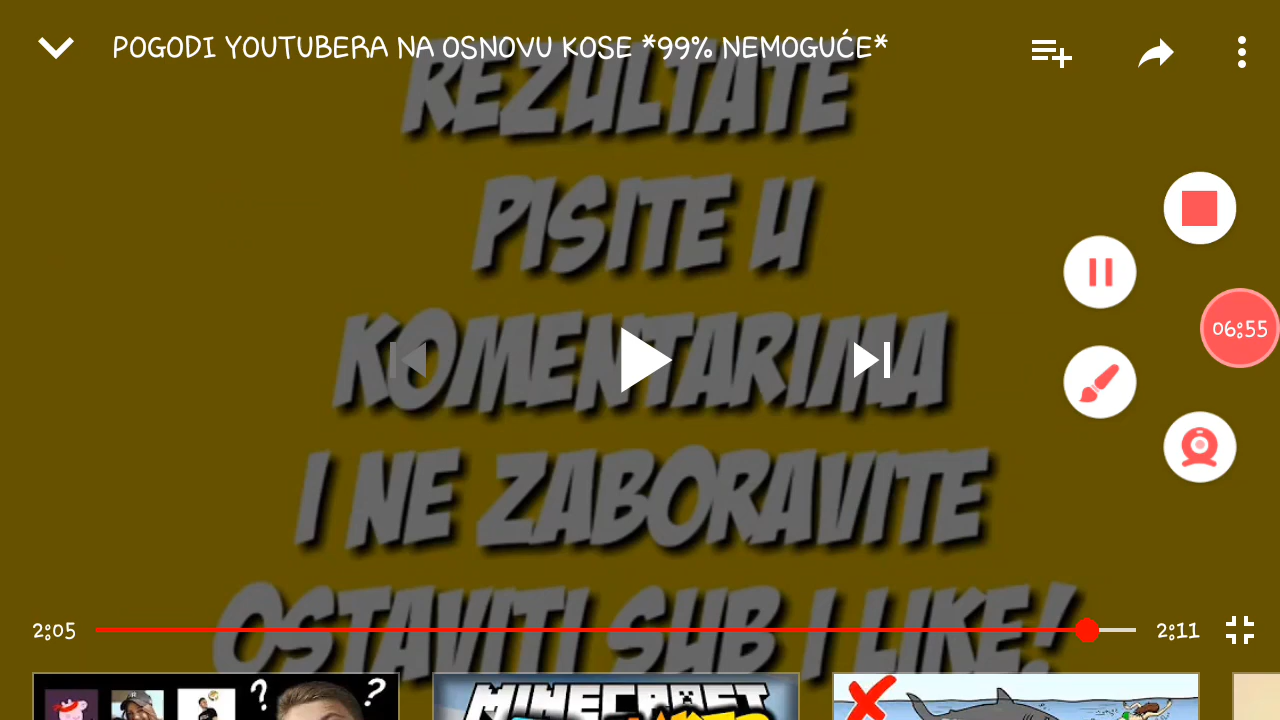 POGODI YOUTUBERA NA OSNOVU KOSE *99% NEMOGUĆE*
REZULTATE
PISITE U
KOMENTARIMA
I NE ZABORAVITE
OSTAVITI SUB I LIKE!
06:55
2:05
2:11
? ?
MINECRAFT